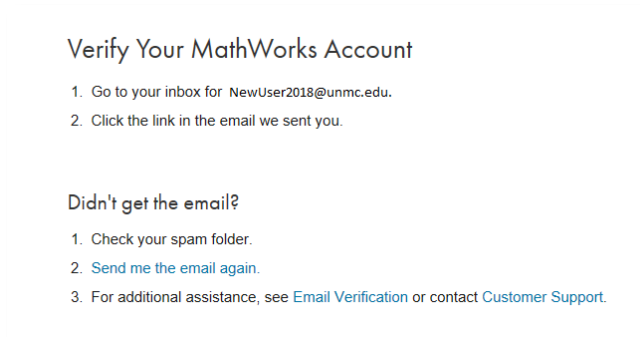 Verify Your MathWorks Account
1. Go to your inbox for NewUser2018@unmc.edu.
2. Click the link in the email we sent you.
Didn't get the email?
1. Check your spam folder.
2. Send me the email again.
3. For additional assistance, see Email Verification or contact Customer Support.